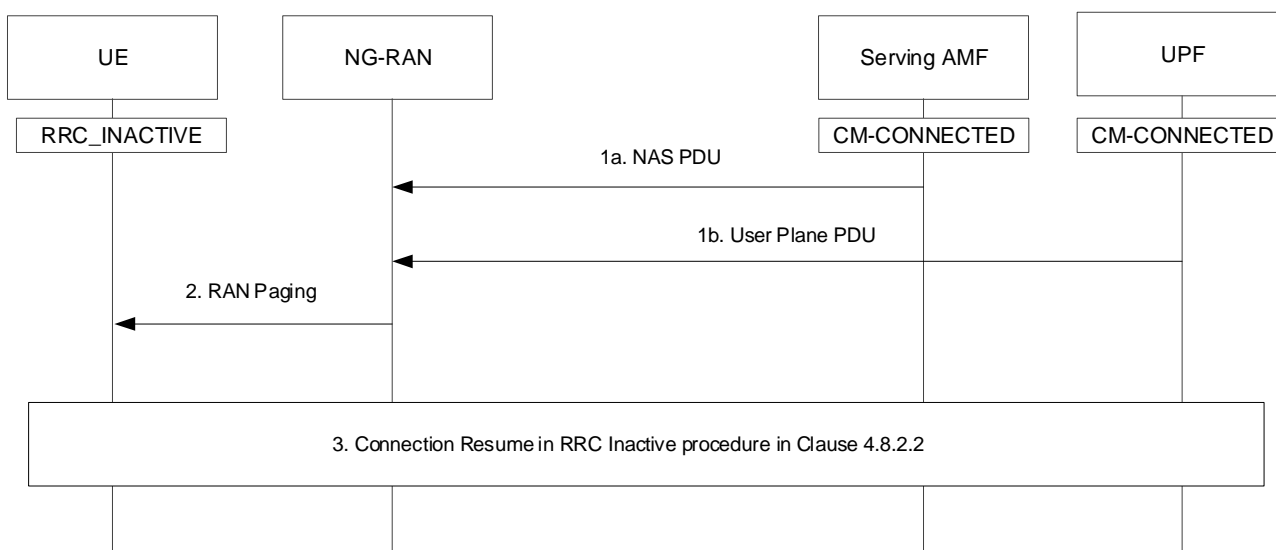 UE
NG-RAN
Serving AMF
UPF
RRC_INACTIVE
CM-CONNECTED
CM-CONNECTED
1a. NAS PDU
1b. User Plane PDU
2. RAN Paging
3. Connection Resume in RRC Inactive procedure in Clause 4.8.2.2